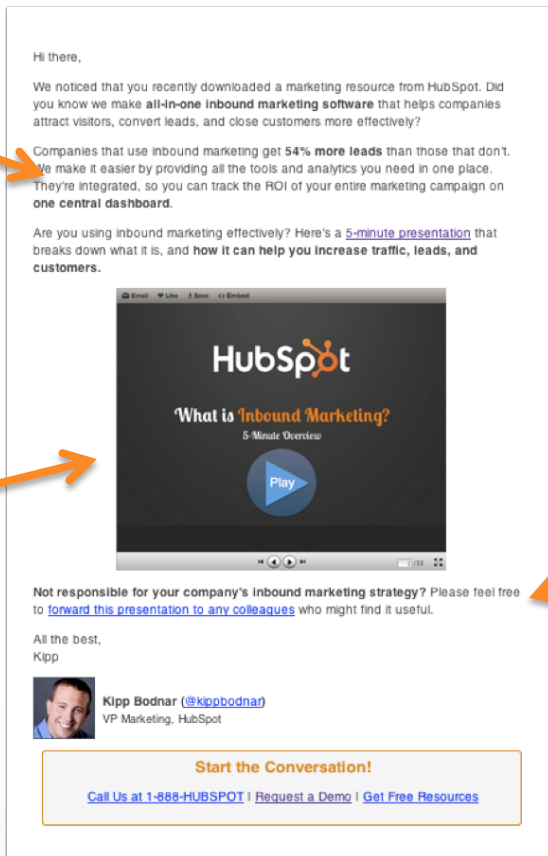 Hi there,
We noticed that you recently downloaded a marketing resource from HubSpot. Did
you know we make all-in-one inbound marketing software that helps companies
attract visitors, convert leads, and close customers more effectively?
Companies that use inbound marketing get 54% more leads than those that don't.
We make it easier by providing all the tools and analytics you need in one place.
They're integrated, so you can track the ROI of your entire marketing campaign on
one central dashboard.
Are you using inbound marketing effectively? Here's a 5-minute presentation that
breaks down what it is, and how it can help you increase traffic, leads, and
customers.
Email Like Save Embed
HubSpot
What is Inbound Marketing?
5-Minute Overview
Play
Not responsible for your company's inbound marketing strategy? Please feel free
to forward this presentation to any colleagues who might find it useful.
All the best,
Kipp
Kipp Bodnar (@kippbodnar)
VP Marketing, HubSpot
Start the Conversation!
Call Us at 1-888-HUBSPOT | Request a Demo | Get Free Resources